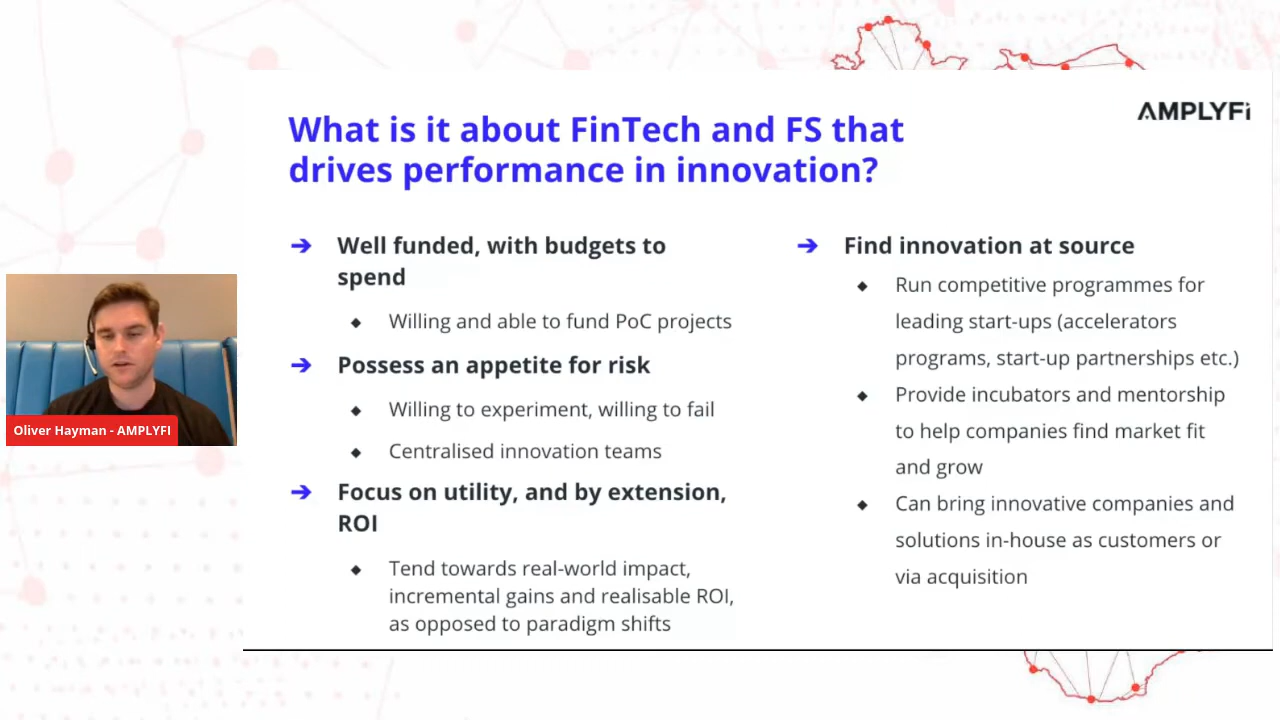 AMPLYFi
What is it about FinTech and FS that
drives performance in innovation?
➔ Well funded, with budgets to
spend
◆ Willing and able to fund PoC projects
➔ Possess an appetite for risk
◆ Willing to experiment, willing to fail
◆ Centralised innovation teams
➔ Focus on utility, and by extension,
ROI
◆ Tend towards real-world impact,
incremental gains and realisable ROI,
as opposed to paradigm shifts
➔ Find innovation at source
◆ Run competitive programmes for
leading start-ups (accelerators
programs, start-up partnerships etc.)
◆ Provide incubators and mentorship
to help companies find market fit
and grow
◆ Can bring innovative companies and
solutions in-house as customers or
via acquisition
Oliver Hayman - AMPLYFI